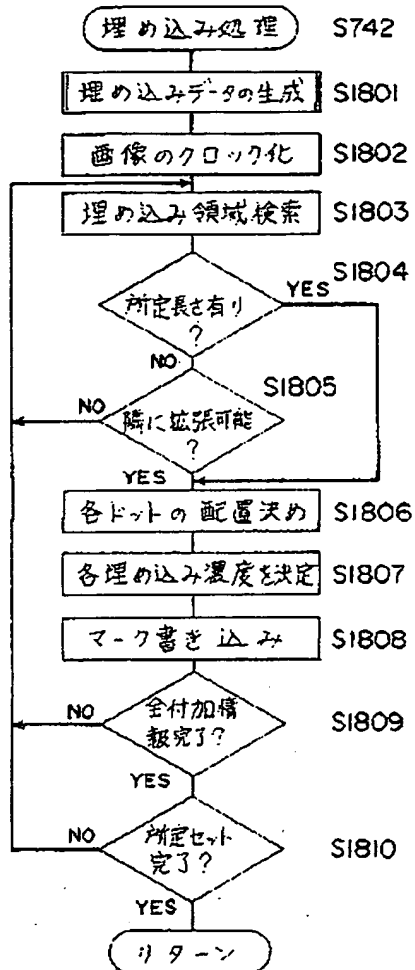 埋め込み処理 S742
埋め込みデータの生成 S1801
画像のクロック化 S1802
埋め込み領域検索 S1803
S1804
所定長さ有り
?
YES
NO
S1805
NO
隣に拡張可能
?
YES
各ドットの配置決め S1806
各埋め込み濃度を決定 S1807
マーク書き込み S1808
NO
全付加情
報完了? S1809
YES
NO
所定セット
完了? S1810
YES
リターン